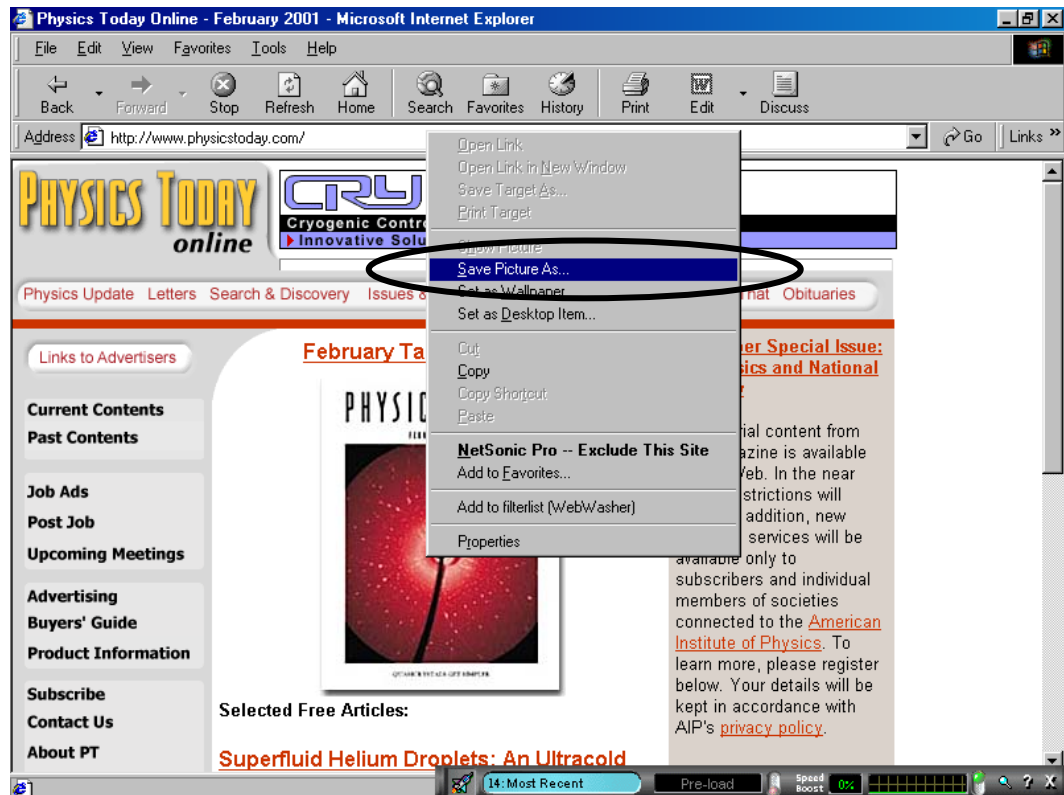 Physics Today Online - February 2001 - Microsoft Internet Explorer
File Edit View Favorites Tools Help
Back Forward Stop Refresh Home Search Favorites History Print Edit Discuss
Address http://www.physicstoday.com/ Go Links »
PHYSICS TODAY
online
CRY
Cryogenic Contr
Innovative Solu
Physics Update Letters Search & Discovery Issues & That Obituaries
Links to Advertisers
Current Contents
Past Contents
Job Ads
Post Job
Upcoming Meetings
Advertising
Buyers' Guide
Product Information
Subscribe
Contact Us
About PT
February Ta
PHYSIC
Selected Free Articles:
Superfluid Helium Droplets: An Ultracold
Open Link
Open Link in New Window
Save Target As...
Print Target
Show Picture
Save Picture As...
Set as Wallpaper
Set as Desktop Item...
Cut
Copy
Copy Shortcut
Paste
NetSonic Pro -- Exclude This Site
Add to Favorites...
Add to filterlist (WebWasher)
Properties
er Special Issue:
sics and National
rial content from
azine is available
eb. In the near
strictions will
addition, new
services will be
available only to
subscribers and individual
members of societies
connected to the American
Institute of Physics. To
learn more, please register
below. Your details will be
kept in accordance with
AIP's privacy policy.
14: Most Recent Pre-load Speed Boost 0% ? X